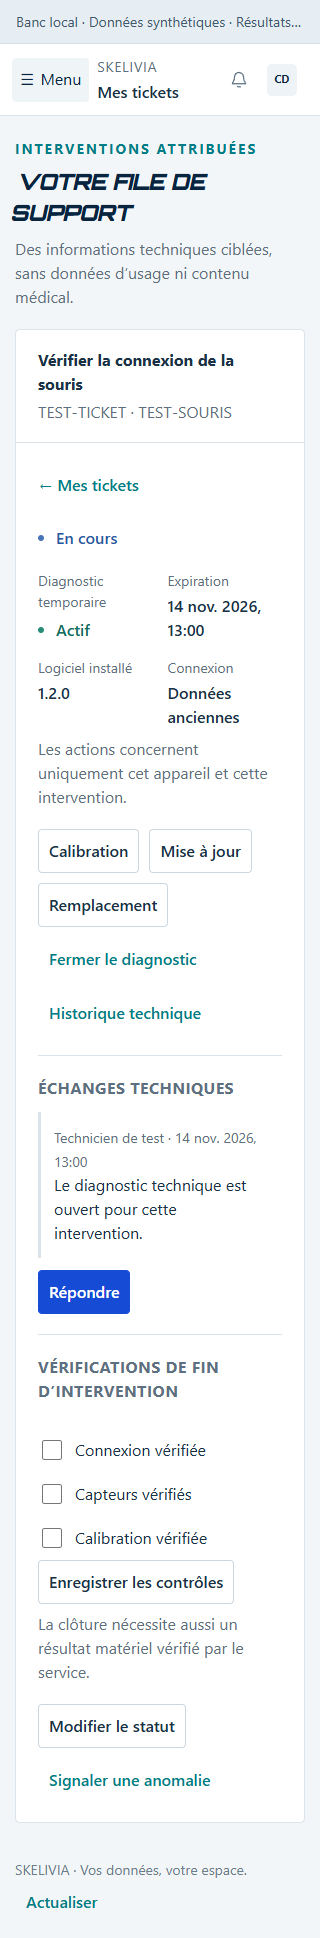 Banc local · Données synthétiques · Résultats...
☰ Menu
SKELIVIA
Mes tickets
CD
INTERVENTIONS ATTRIBUÉES
VOTRE FILE DE
SUPPORT
Des informations techniques ciblées,
sans données d’usage ni contenu
médical.
Vérifier la connexion de la
souris
TEST-TICKET · TEST-SOURIS
← Mes tickets
• En cours
Diagnostic
temporaire
• Actif
Expiration
14 nov. 2026,
13:00
Logiciel installé
1.2.0
Connexion
Données
anciennes
Les actions concernent
uniquement cet appareil et cette
intervention.
Calibration
Mise à jour
Remplacement
Fermer le diagnostic
Historique technique
ÉCHANGES TECHNIQUES
Technicien de test · 14 nov. 2026,
13:00
Le diagnostic technique est
ouvert pour cette
intervention.
Répondre
VÉRIFICATIONS DE FIN
D’INTERVENTION
Connexion vérifiée
Capteurs vérifiés
Calibration vérifiée
Enregistrer les contrôles
La clôture nécessite aussi un
résultat matériel vérifié par le
service.
Modifier le statut
Signaler une anomalie
SKELIVIA · Vos données, votre espace.
Actualiser